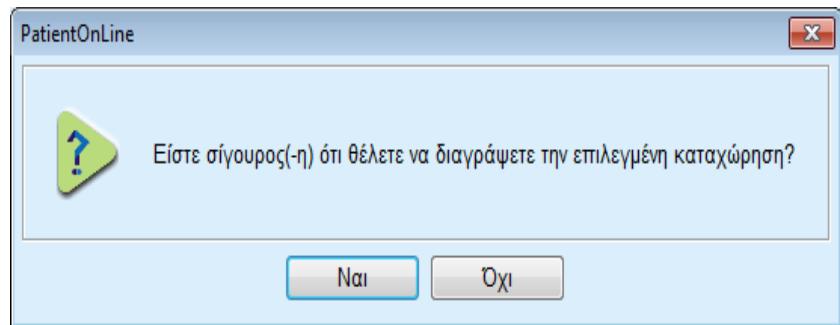 PatientOnLine
Είστε σίγουρος(-η) ότι θέλετε να διαγράψετε την επιλεγμένη καταχώρηση?
Ναι Όχι